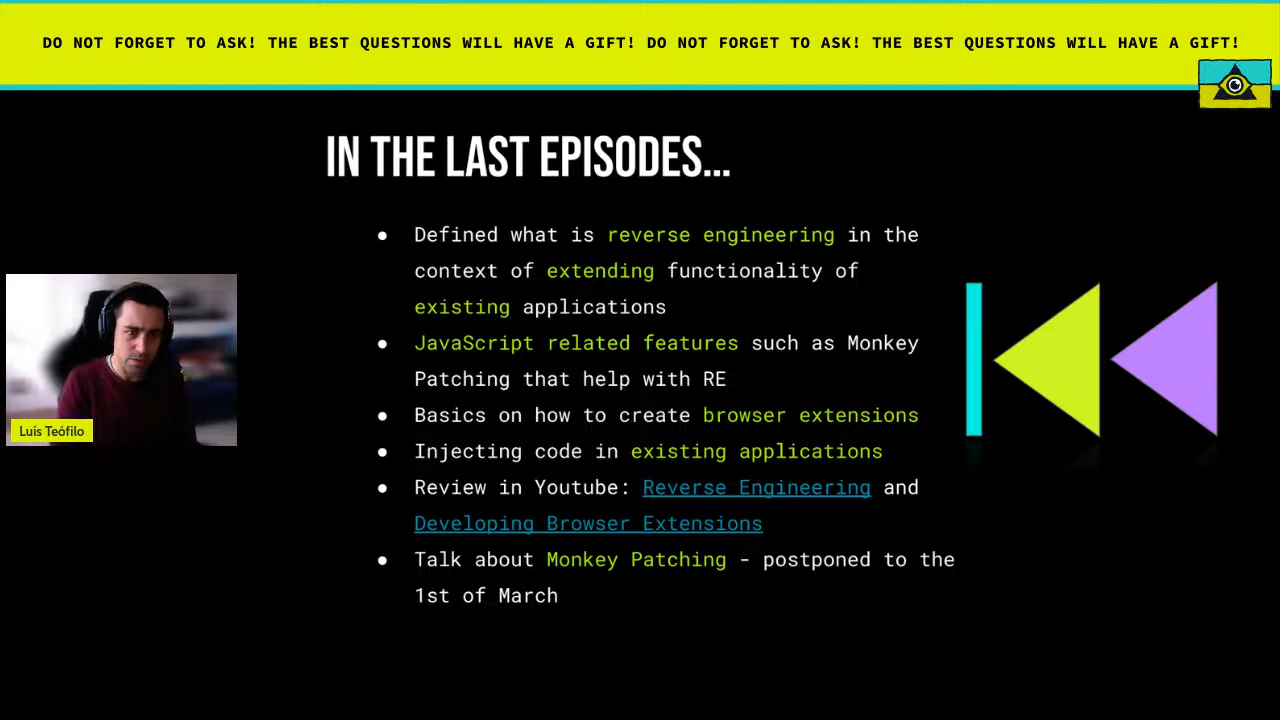 DO NOT FORGET TO ASK! THE BEST QUESTIONS WILL HAVE A GIFT! DO NOT FORGET TO ASK! THE BEST QUESTIONS WILL HAVE A GIFT!
IN THE LAST EPISODES...
● Defined what is reverse engineering in the
context of extending functionality of
existing applications
● JavaScript related features such as Monkey
Patching that help with RE
● Basics on how to create browser extensions
● Injecting code in existing applications
● Review in Youtube: Reverse Engineering and
Developing Browser Extensions
● Talk about Monkey Patching - postponed to the
1st of March
Luís Teófilo